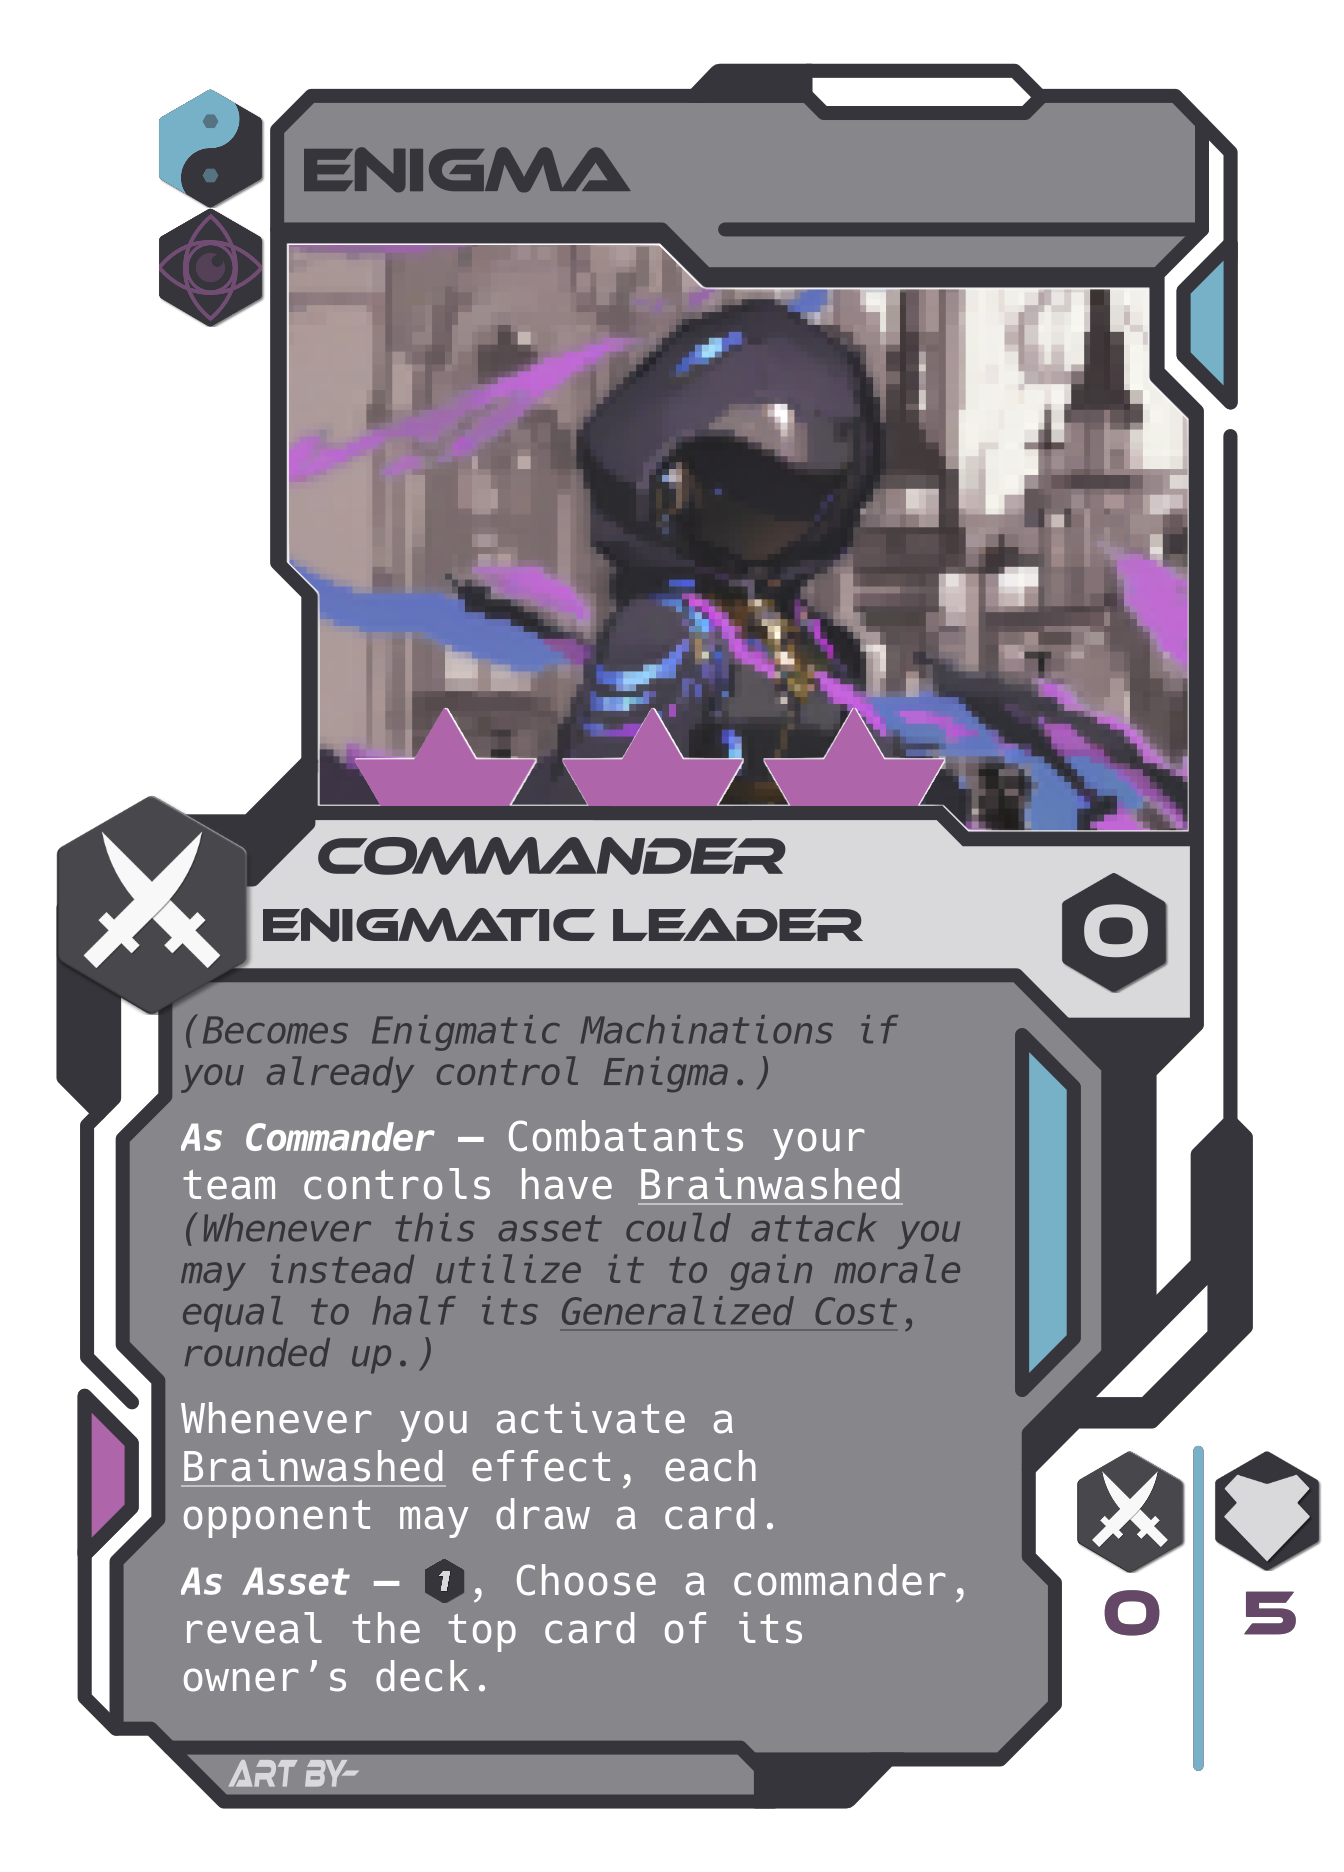 ENIGMA
COMMANDER
ENIGMATIC LEADER
0
(Becomes Enigmatic Machinations if
you already control Enigma.)
As Commander – Combatants your
team controls have Brainwashed
(Whenever this asset could attack you
may instead utilize it to gain morale
equal to half its Generalized Cost,
rounded up.)
Whenever you activate a
Brainwashed effect, each
opponent may draw a card.
As Asset – 1, Choose a commander,
reveal the top card of its
owner’s deck.
0 5
ART BY-